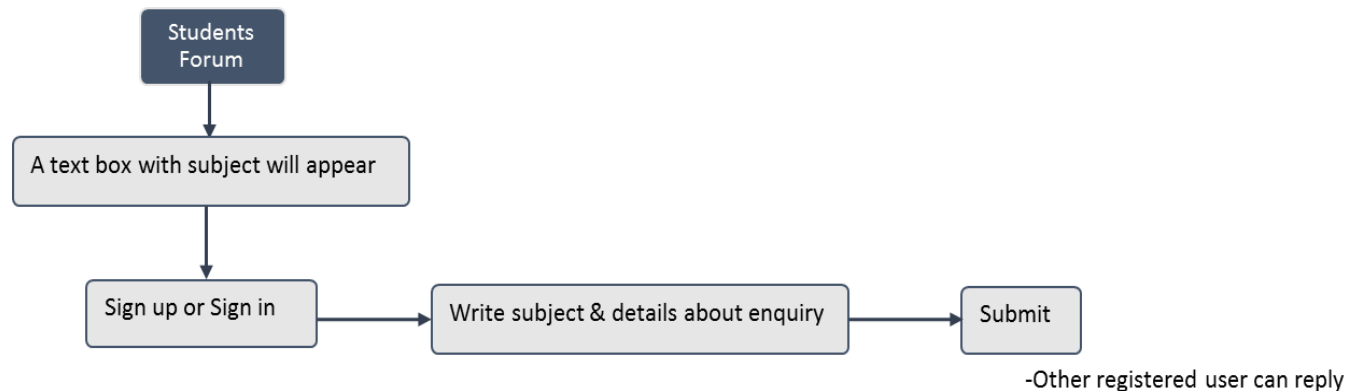 Students
Forum
A text box with subject will appear
Sign up or Sign in
Write subject & details about enquiry
Submit
-Other registered user can reply